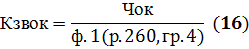 Кзвок = Чок / ф. 1(р. 260, гр. 4) (16)